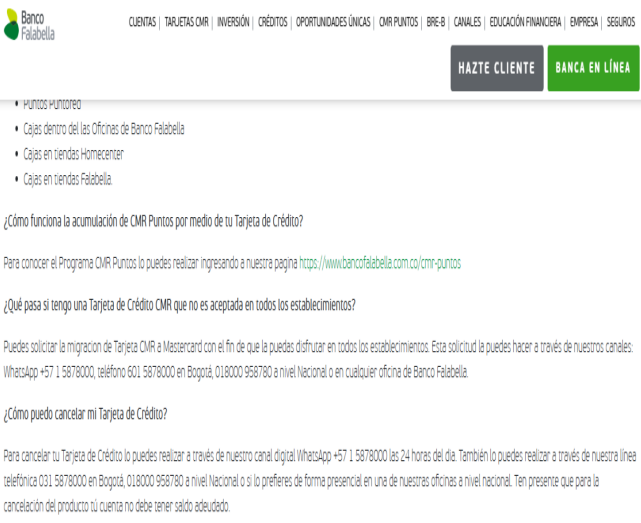 Banco
Falabella
CUENTAS | TARJETAS CMR | INVERSIÓN | CRÉDITOS | OPORTUNIDADES ÚNICAS | CMR PUNTOS | BRE-B | CANALES | EDUCACIÓN FINANCIERA | EMPRESA | SEGUROS
HAZTE CLIENTE
BANCA EN LÍNEA
Puntos Puntored
Cajas dentro del las Oficinas de Banco Falabella
Cajas en tiendas Homecenter
Cajas en tiendas Falabella.
¿Cómo funciona la acumulación de CMR Puntos por medio de tu Tarjeta de Crédito?
Para conocer el Programa CMR Puntos lo puedes realizar ingresando a nuestra pagina https://www.bancofalabella.com.co/cmr-puntos
¿Qué pasa si tengo una Tarjeta de Crédito CMR que no es aceptada en todos los establecimientos?
Puedes solicitar la migracion de Tarjeta CMR a Mastercard con el fin de que la puedas disfrutar en todos los establecimientos. Esta solicitud la puedes hacer a través de nuestros canales:
WhatsApp +57 1 5878000, teléfono 601 5878000 en Bogotá, 018000 958780 a nivel Nacional o en cualquier oficina de Banco Falabella.
¿Cómo puedo cancelar mi Tarjeta de Crédito?
Para cancelar tu Tarjeta de Crédito lo puedes realizar a través de nuestro canal digital WhatsApp +57 1 5878000 las 24 horas del dia. También lo puedes realizar a través de nuestra línea
telefónica 031 5878000 en Bogotá, 018000 958780 a nivel Nacional o si lo prefieres de forma presencial en una de nuestras oficinas a nivel nacional. Ten presente que para la
cancelación del producto tú cuenta no debe tener saldo adeudado.